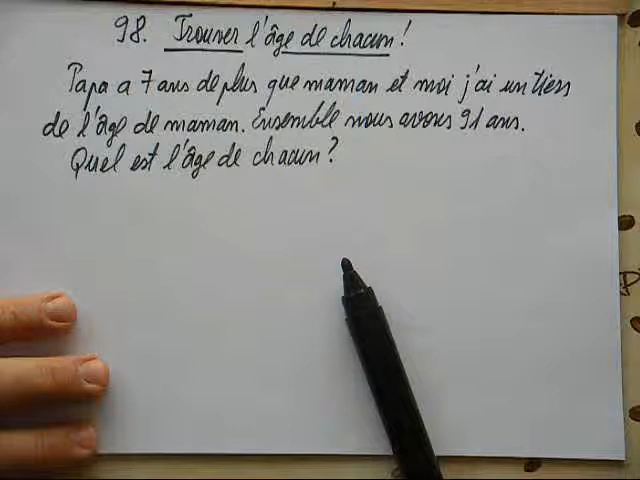 98. Trouver l'âge de chacun !
Papa a 7 ans de plus que maman et moi j'ai un tiers
de l'âge de maman. Ensemble nous avons 91 ans.
Quel est l'âge de chacun ?